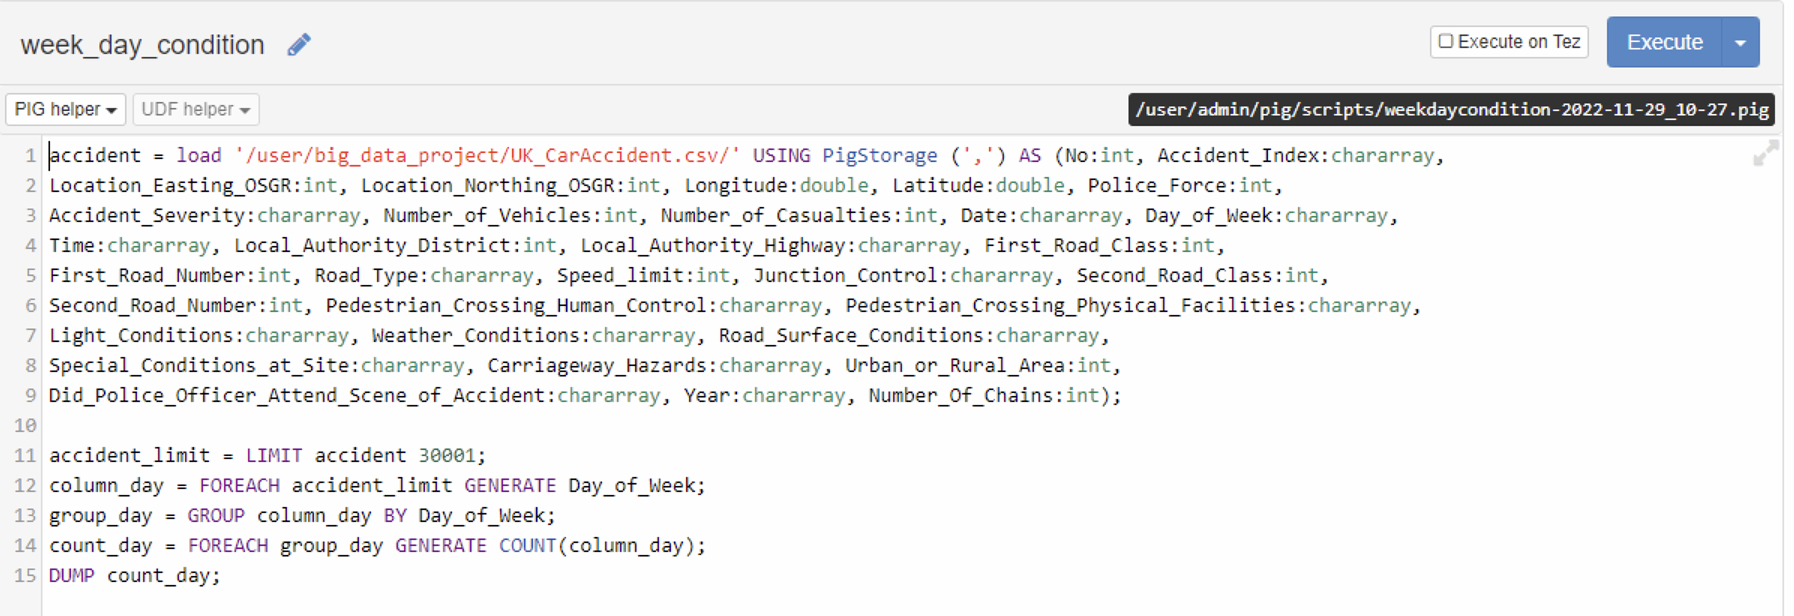 week_day_condition
Execute on Tez
Execute
PIG helper
UDF helper
/user/admin/pig/scripts/weekdaycondition-2022-11-29_10-27.pig
1 accident = load '/user/big_data_project/UK_CarAccident.csv/' USING PigStorage (',') AS (No:int, Accident_Index:chararray,
2 Location_Easting_OSGR:int, Location_Northing_OSGR:int, Longitude:double, Latitude:double, Police_Force:int,
3 Accident_Severity:chararray, Number_of_Vehicles:int, Number_of_Casualties:int, Date:chararray, Day_of_Week:chararray,
4 Time:chararray, Local_Authority_District:int, Local_Authority_Highway:chararray, First_Road_Class:int,
5 First_Road_Number:int, Road_Type:chararray, Speed_limit:int, Junction_Control:chararray, Second_Road_Class:int,
6 Second_Road_Number:int, Pedestrian_Crossing_Human_Control:chararray, Pedestrian_Crossing_Physical_Facilities:chararray,
7 Light_Conditions:chararray, Weather_Conditions:chararray, Road_Surface_Conditions:chararray,
8 Special_Conditions_at_Site:chararray, Carriageway_Hazards:chararray, Urban_or_Rural_Area:int,
9 Did_Police_Officer_Attend_Scene_of_Accident:chararray, Year:chararray, Number_Of_Chains:int);
10
11 accident_limit = LIMIT accident 30001;
12 column_day = FOREACH accident_limit GENERATE Day_of_Week;
13 group_day = GROUP column_day BY Day_of_Week;
14 count_day = FOREACH group_day GENERATE COUNT(column_day);
15 DUMP count_day;